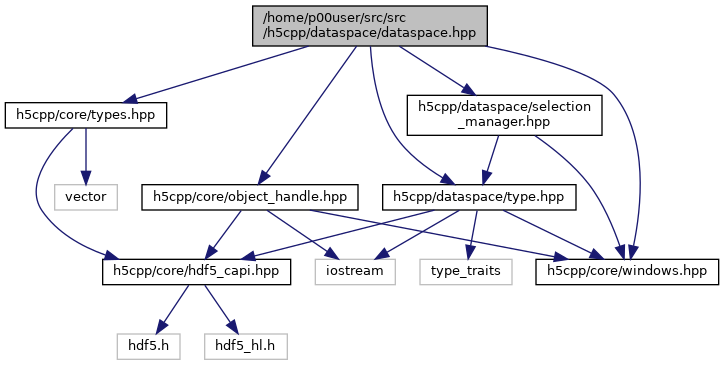 /home/p00user/src/src
/h5cpp/dataspace/dataspace.hpp
h5cpp/core/types.hpp
h5cpp/dataspace/selection
_manager.hpp
vector
h5cpp/core/object_handle.hpp
h5cpp/dataspace/type.hpp
h5cpp/core/hdf5_capi.hpp
iostream
type_traits
h5cpp/core/windows.hpp
hdf5.h
hdf5_hl.h